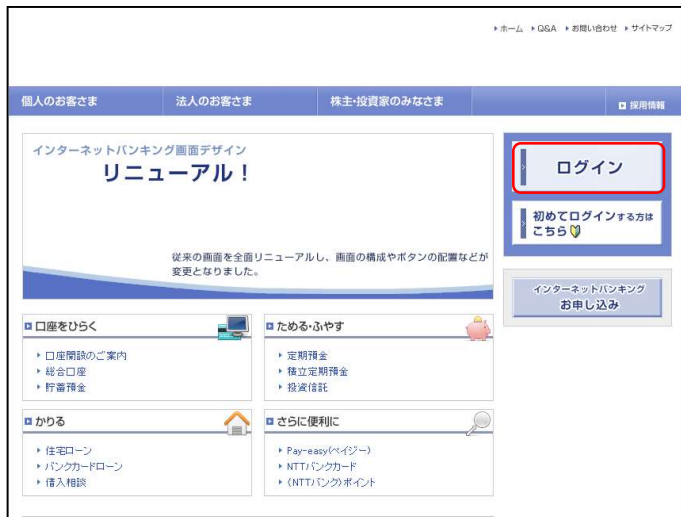 ホーム Q&A お問い合わせ サイトマップ
個人のお客さま 法人のお客さま 株主・投資家のみなさま 採用情報
インターネットバンキング画面デザイン
リニューアル！
従来の画面を全面リニューアルし、画面の構成やボタンの配置などが
変更となりました。
ログイン
初めてログインする方は
こちら
インターネットバンキング
お申し込み
口座をひらく
口座開設のご案内
総合口座
貯蓄預金
ためる・ふやす
定期預金
積立定期預金
投資信託
かりる
住宅ローン
バンクカードローン
借入相談
さらに便利に
Pay-easy(ペイジー)
NTTバンクカード
〈NTTバンク〉ポイント